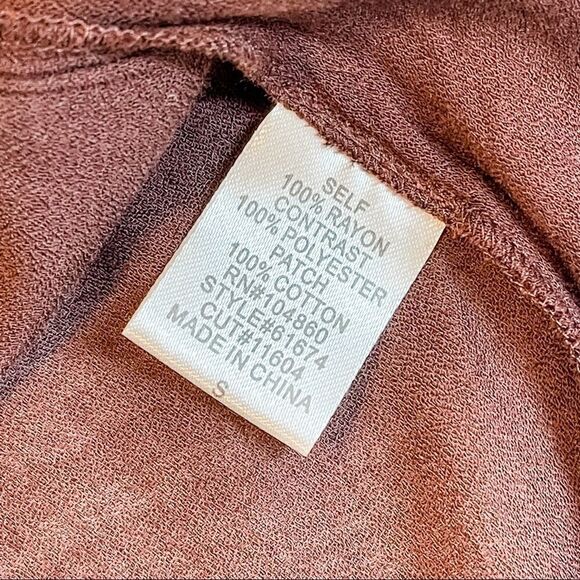 SELF
100% RAYON
CONTRAST
100% POLYESTER
PATCH
100% COTTON
RN#104860
STYLE#61674
CUT#11604
MADE IN CHINA
S